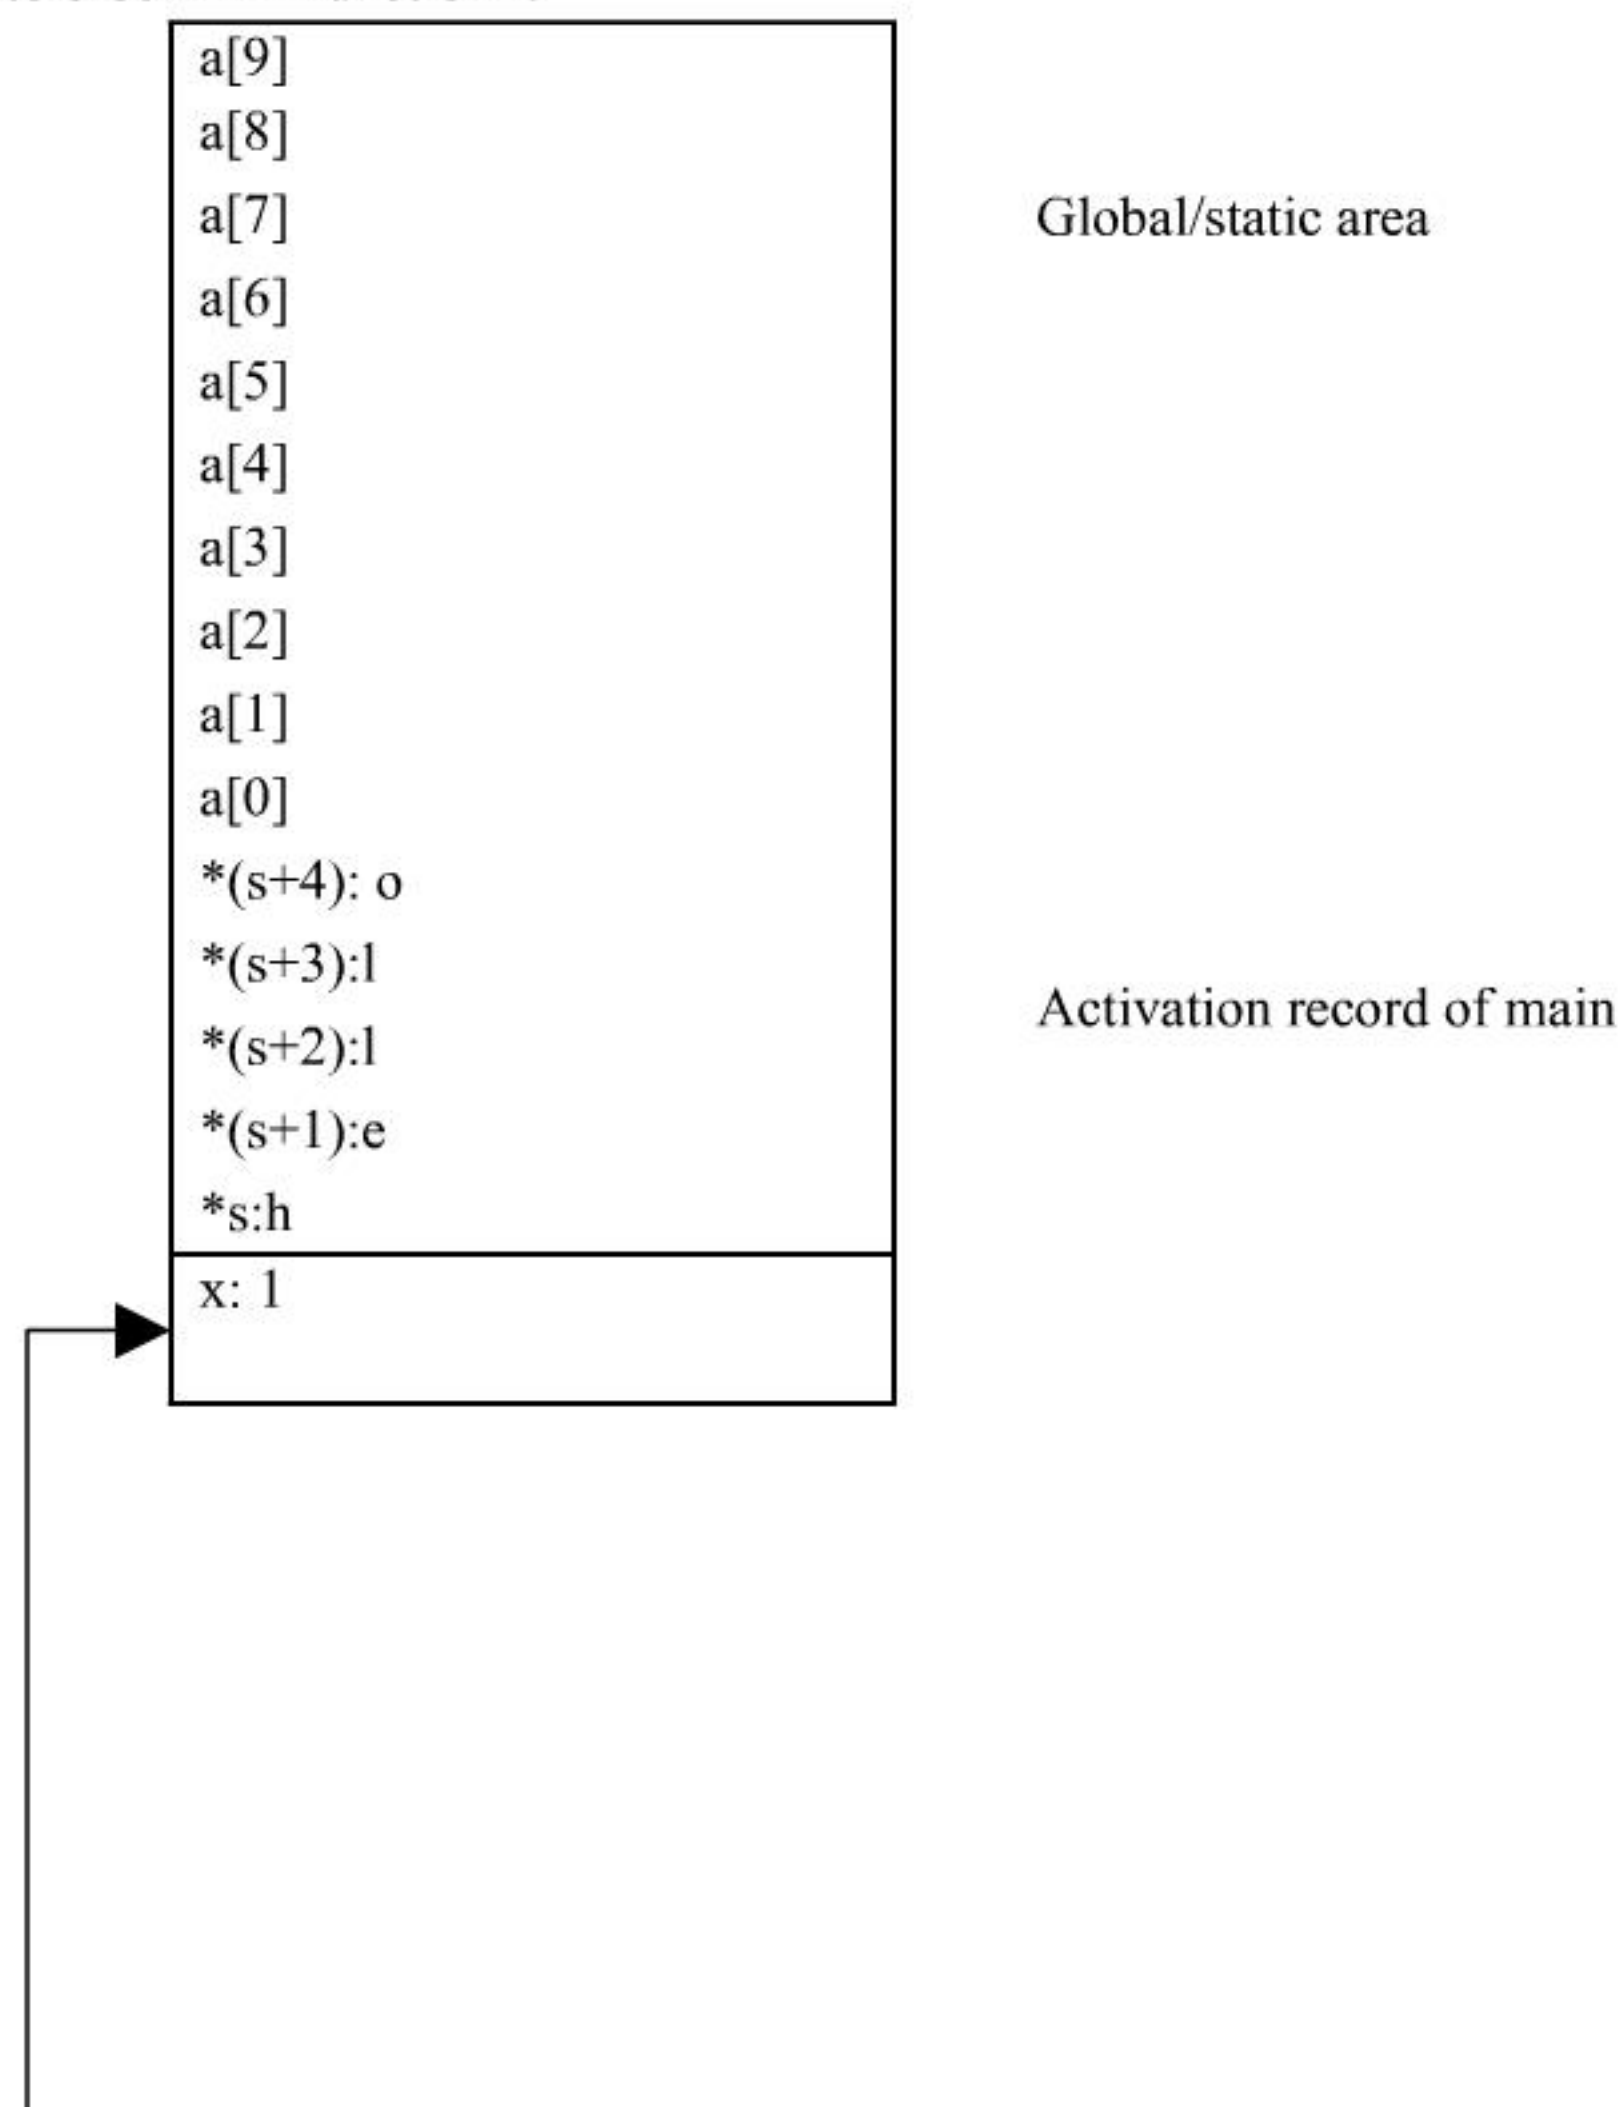 a[9]
a[8]
a[7]
Global/static area
a[6]
a[5]
a[4]
a[3]
a[2]
a[1]
a[0]
*(s+4): o
*(s+3):l
Activation record of main
*(s+2):l
*(s+1):e
*s:h
x: 1